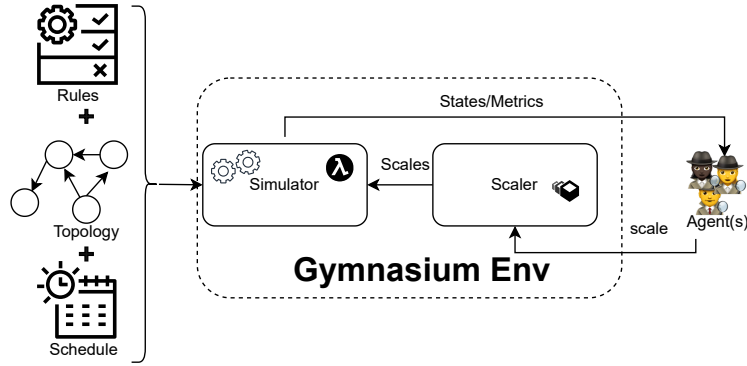 Rules
+
Topology
+
Schedule
States/Metrics
Simulator
λ
Scales
Scaler
Agent(s)
scale
Gymnasium Env